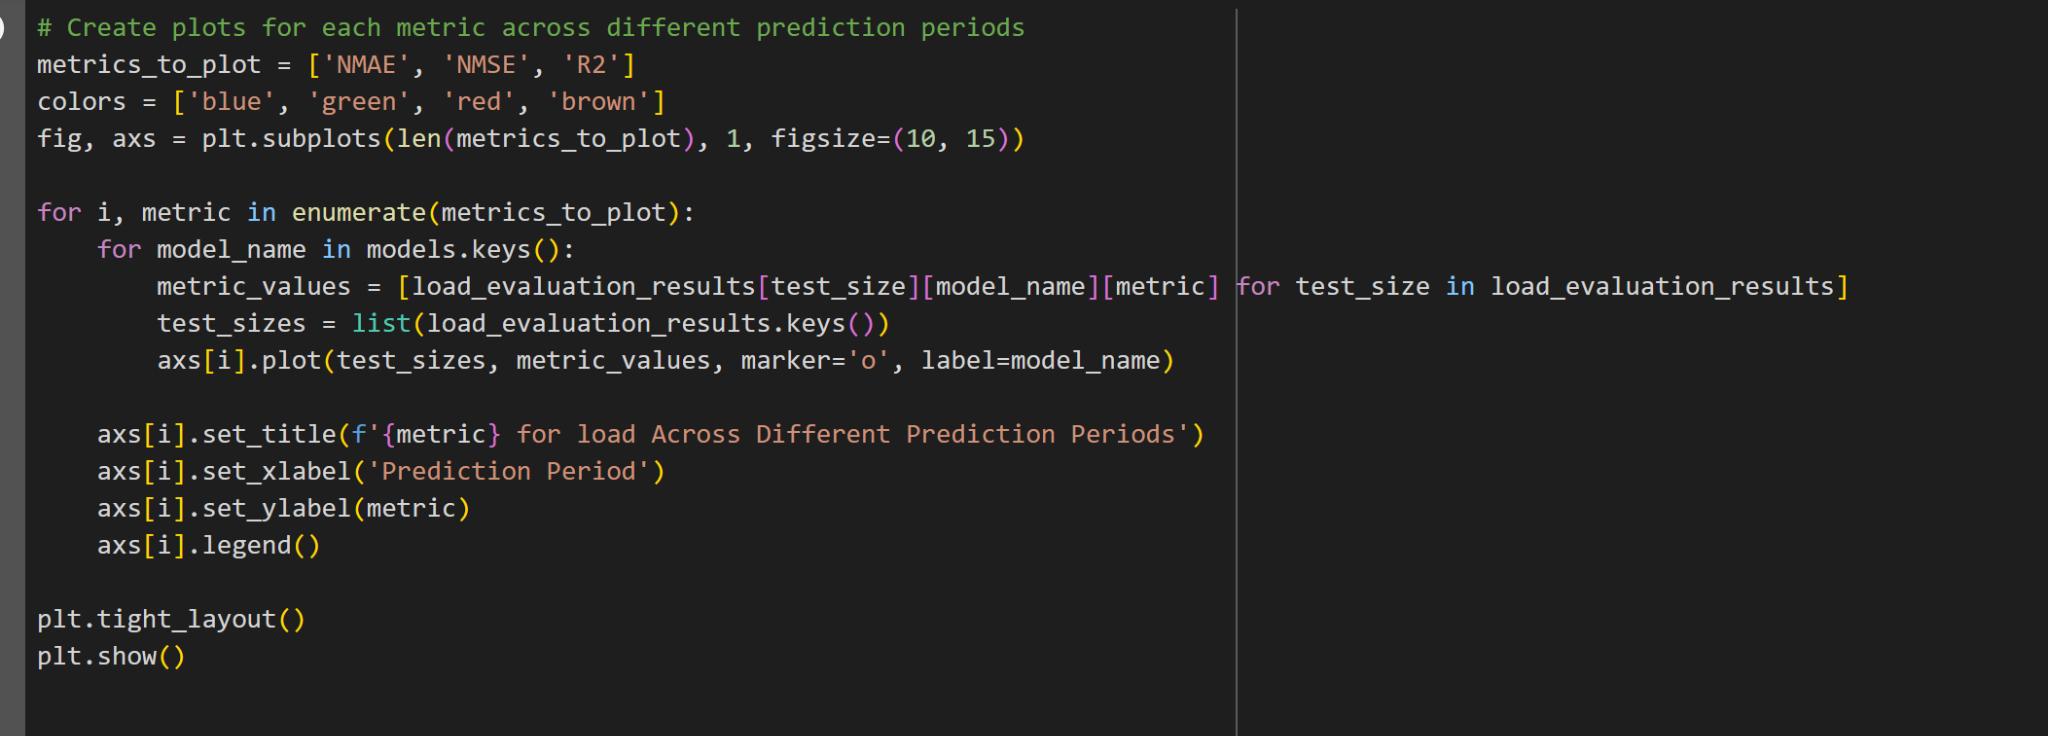 # Create plots for each metric across different prediction periods
metrics_to_plot = ['NMAE', 'NMSE', 'R2']
colors = ['blue', 'green', 'red', 'brown']
fig, axs = plt.subplots(len(metrics_to_plot), 1, figsize=(10, 15))

for i, metric in enumerate(metrics_to_plot):
    for model_name in models.keys():
        metric_values = [load_evaluation_results[test_size][model_name][metric] for test_size in load_evaluation_results]
        test_sizes = list(load_evaluation_results.keys())
        axs[i].plot(test_sizes, metric_values, marker='o', label=model_name)

    axs[i].set_title(f'{metric} for load Across Different Prediction Periods')
    axs[i].set_xlabel('Prediction Period')
    axs[i].set_ylabel(metric)
    axs[i].legend()

plt.tight_layout()
plt.show()